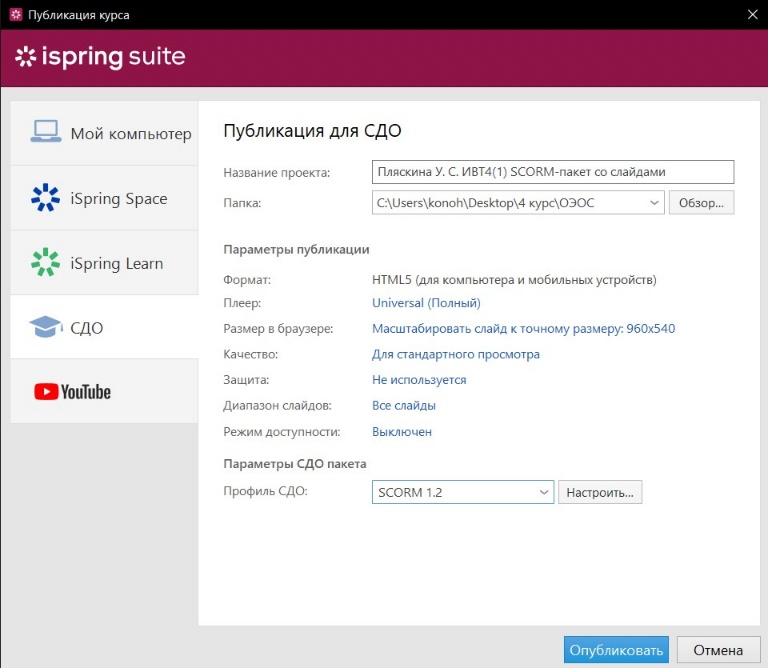 Публикация курса
ispring suite
Мой компьютер
iSpring Space
iSpring Learn
СДО
YouTube
Публикация для СДО
Название проекта: Пляскина У. С. ИВТ4(1) SCORM-пакет со слайдами
Папка: C:\Users\konoh\Desktop\4 курс\ОЭОС Обзор...
Параметры публикации
Формат: HTML5 (для компьютера и мобильных устройств)
Плеер: Universal (Полный)
Размер в браузере: Масштабировать слайд к точному размеру: 960x540
Качество: Для стандартного просмотра
Защита: Не используется
Диапазон слайдов: Все слайды
Режим доступности: Выключен
Параметры СДО пакета
Профиль СДО: SCORM 1.2 Настроить...
Опубликовать Отмена